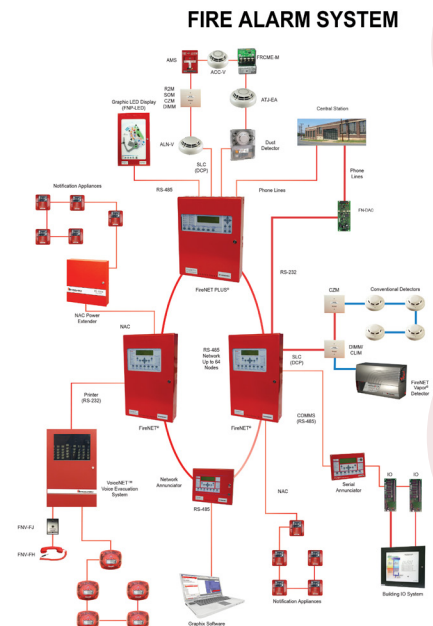 FIRE ALARM SYSTEM
AMS
FRCME-M
ACC-V
R2M
SOM
CZM
DIMM
Graphic LED Display
(FNP-LED)
ATJ-EA
Central Station
ALN-V
Duct
Detector
SLC
(DCP)
Phone
Lines
RS-485
Phone Lines
Notification Appliances
FN-DAC
RS-232
FireNET PLUS®
CZM
Conventional Detectors
NAC Power
Extender
NAC
RS-485
Network
Up to 64
Nodes
SLC
(DCP)
DIMM/
CLIM
FireNET
Vapor®
Detector
Printer
(RS-232)
FireNET®
FireNET®
COMMS
(RS-485)
Network
Annunciator
Serial
Annunciator
IO
IO
VoiceNET™
Voice Evacuation
System
NAC
RS-485
FNV-FJ
FNV-FH
Building IO System
Notification Appliances
Graphix Software